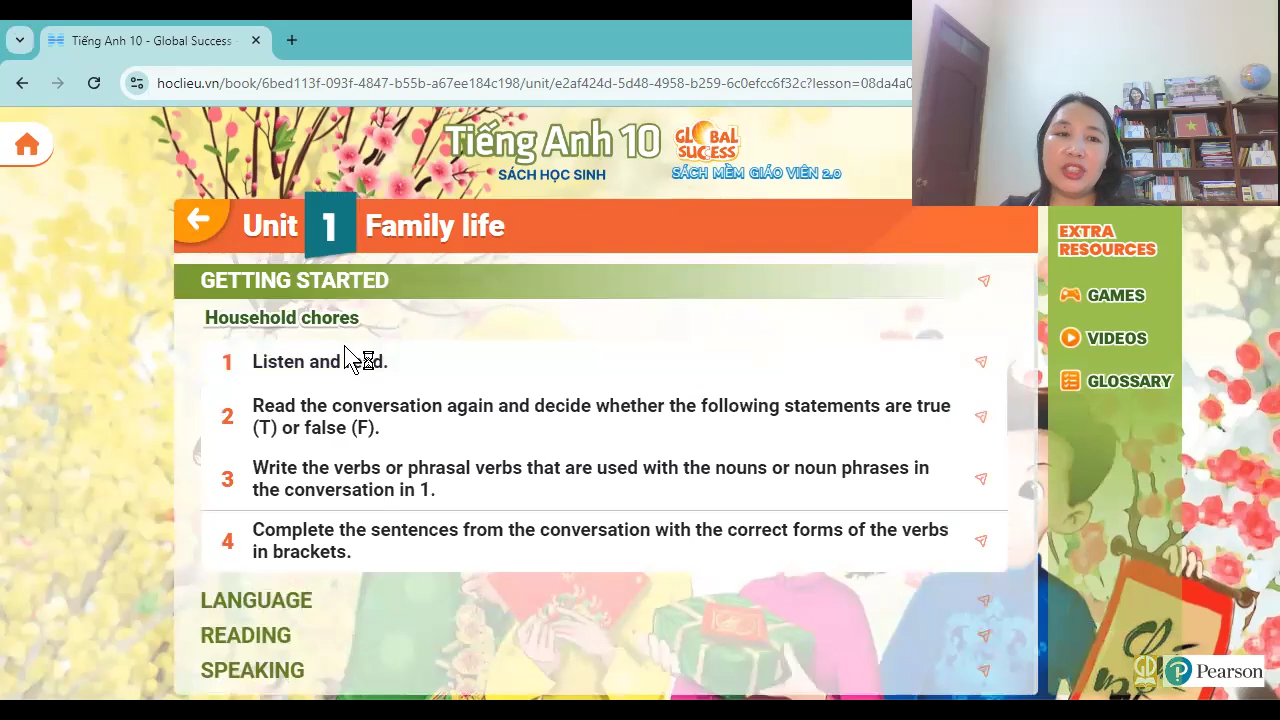 Tiếng Anh 10 - Global Success
hoclieu.vn/book/6bed113f-093f-4847-b55b-a67ee184c198/unit/e2af424d-5d48-4958-b259-6c0efcc6f32c?lesson=08da4a0
Tiếng Anh 10
GLOBAL
SUCCESS
SÁCH HỌC SINH
SÁCH MỀM GIÁO VIÊN 2.0
Unit 1 Family life
EXTRA
RESOURCES
GAMES
VIDEOS
GLOSSARY
GETTING STARTED
Household chores
1 Listen and
2 Read the conversation again and decide whether the following statements are true
(T) or false (F).
3 Write the verbs or phrasal verbs that are used with the nouns or noun phrases in
the conversation in 1.
4 Complete the sentences from the conversation with the correct forms of the verbs
in brackets.
LANGUAGE
READING
SPEAKING
GD
P Pearson